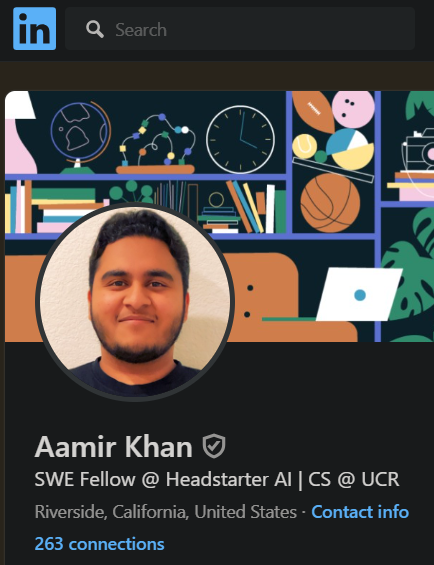 in
Search
Aamir Khan
SWE Fellow @ Headstarter AI | CS @ UCR
Riverside, California, United States · Contact info
263 connections